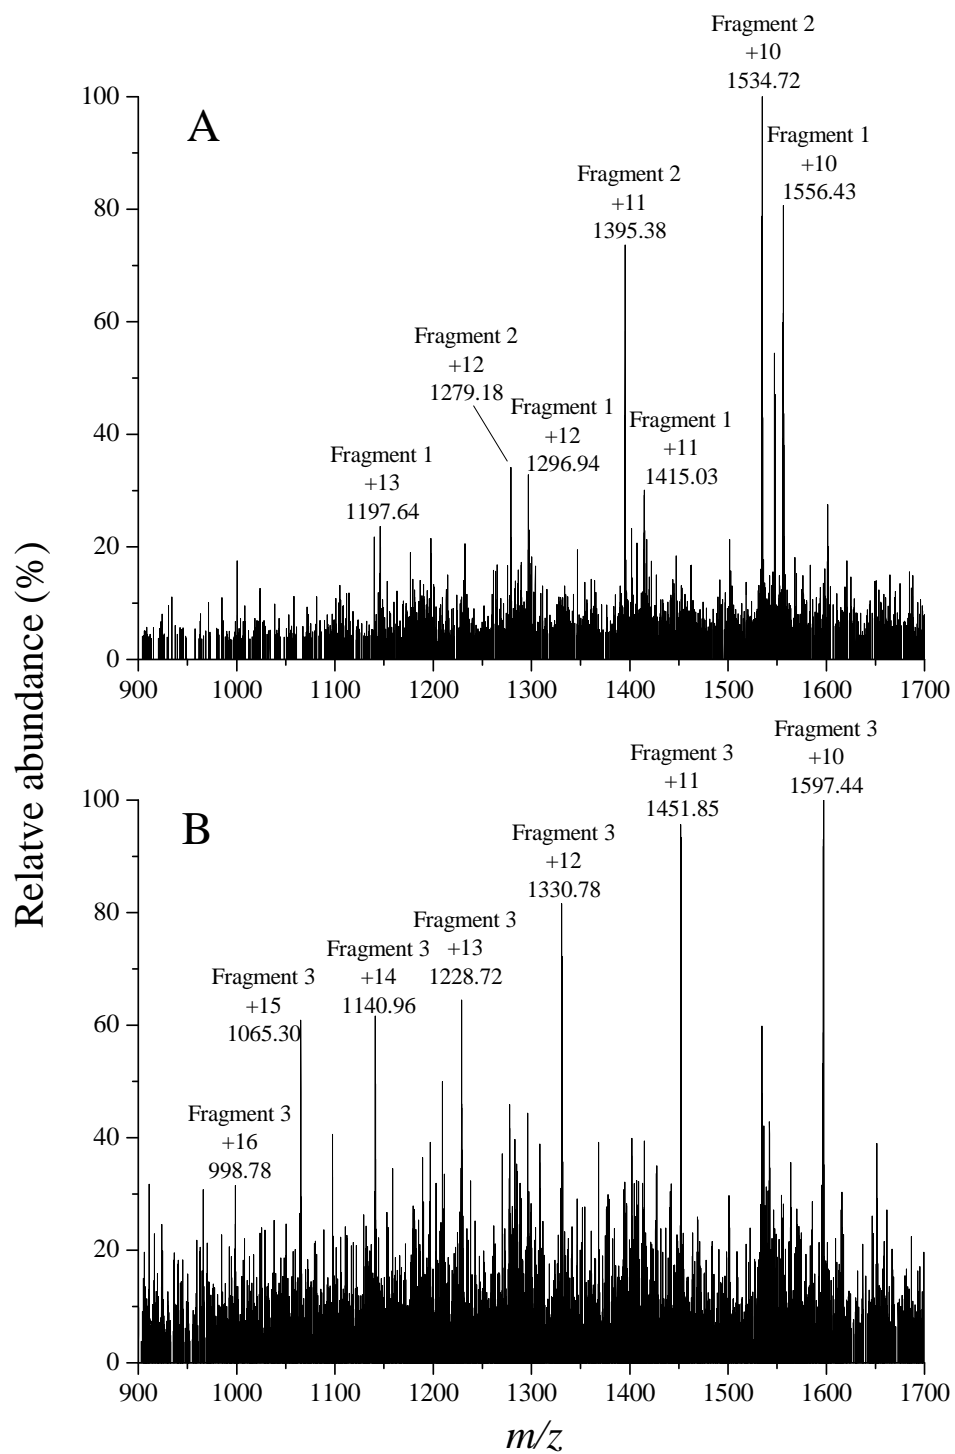 Fragment 2
+10
1534.72
100
A
Fragment 1
+10
1556.43
Fragment 2
+11
1395.38
80
60
Fragment 2
+12
1279.18
Fragment 1
+12
1296.94
Fragment 1
+11
1415.03
40
Fragment 1
+13
1197.64
20
0
900 1000 1100 1200 1300 1400 1500 1600 1700
Relatve abundance (%)
Fragment 3
+10
1597.44
Fragment 3
+11
1451.85
100
B
Fragment 3
+12
1330.78
80
Fragment 3
+13
1228.72
Fragment 3
+14
1140.96
Fragment 3
+15
1065.30
60
40
Fragment 3
+16
998.78
20
0
900 1000 1100 1200 1300 1400 1500 1600 1700
m/z